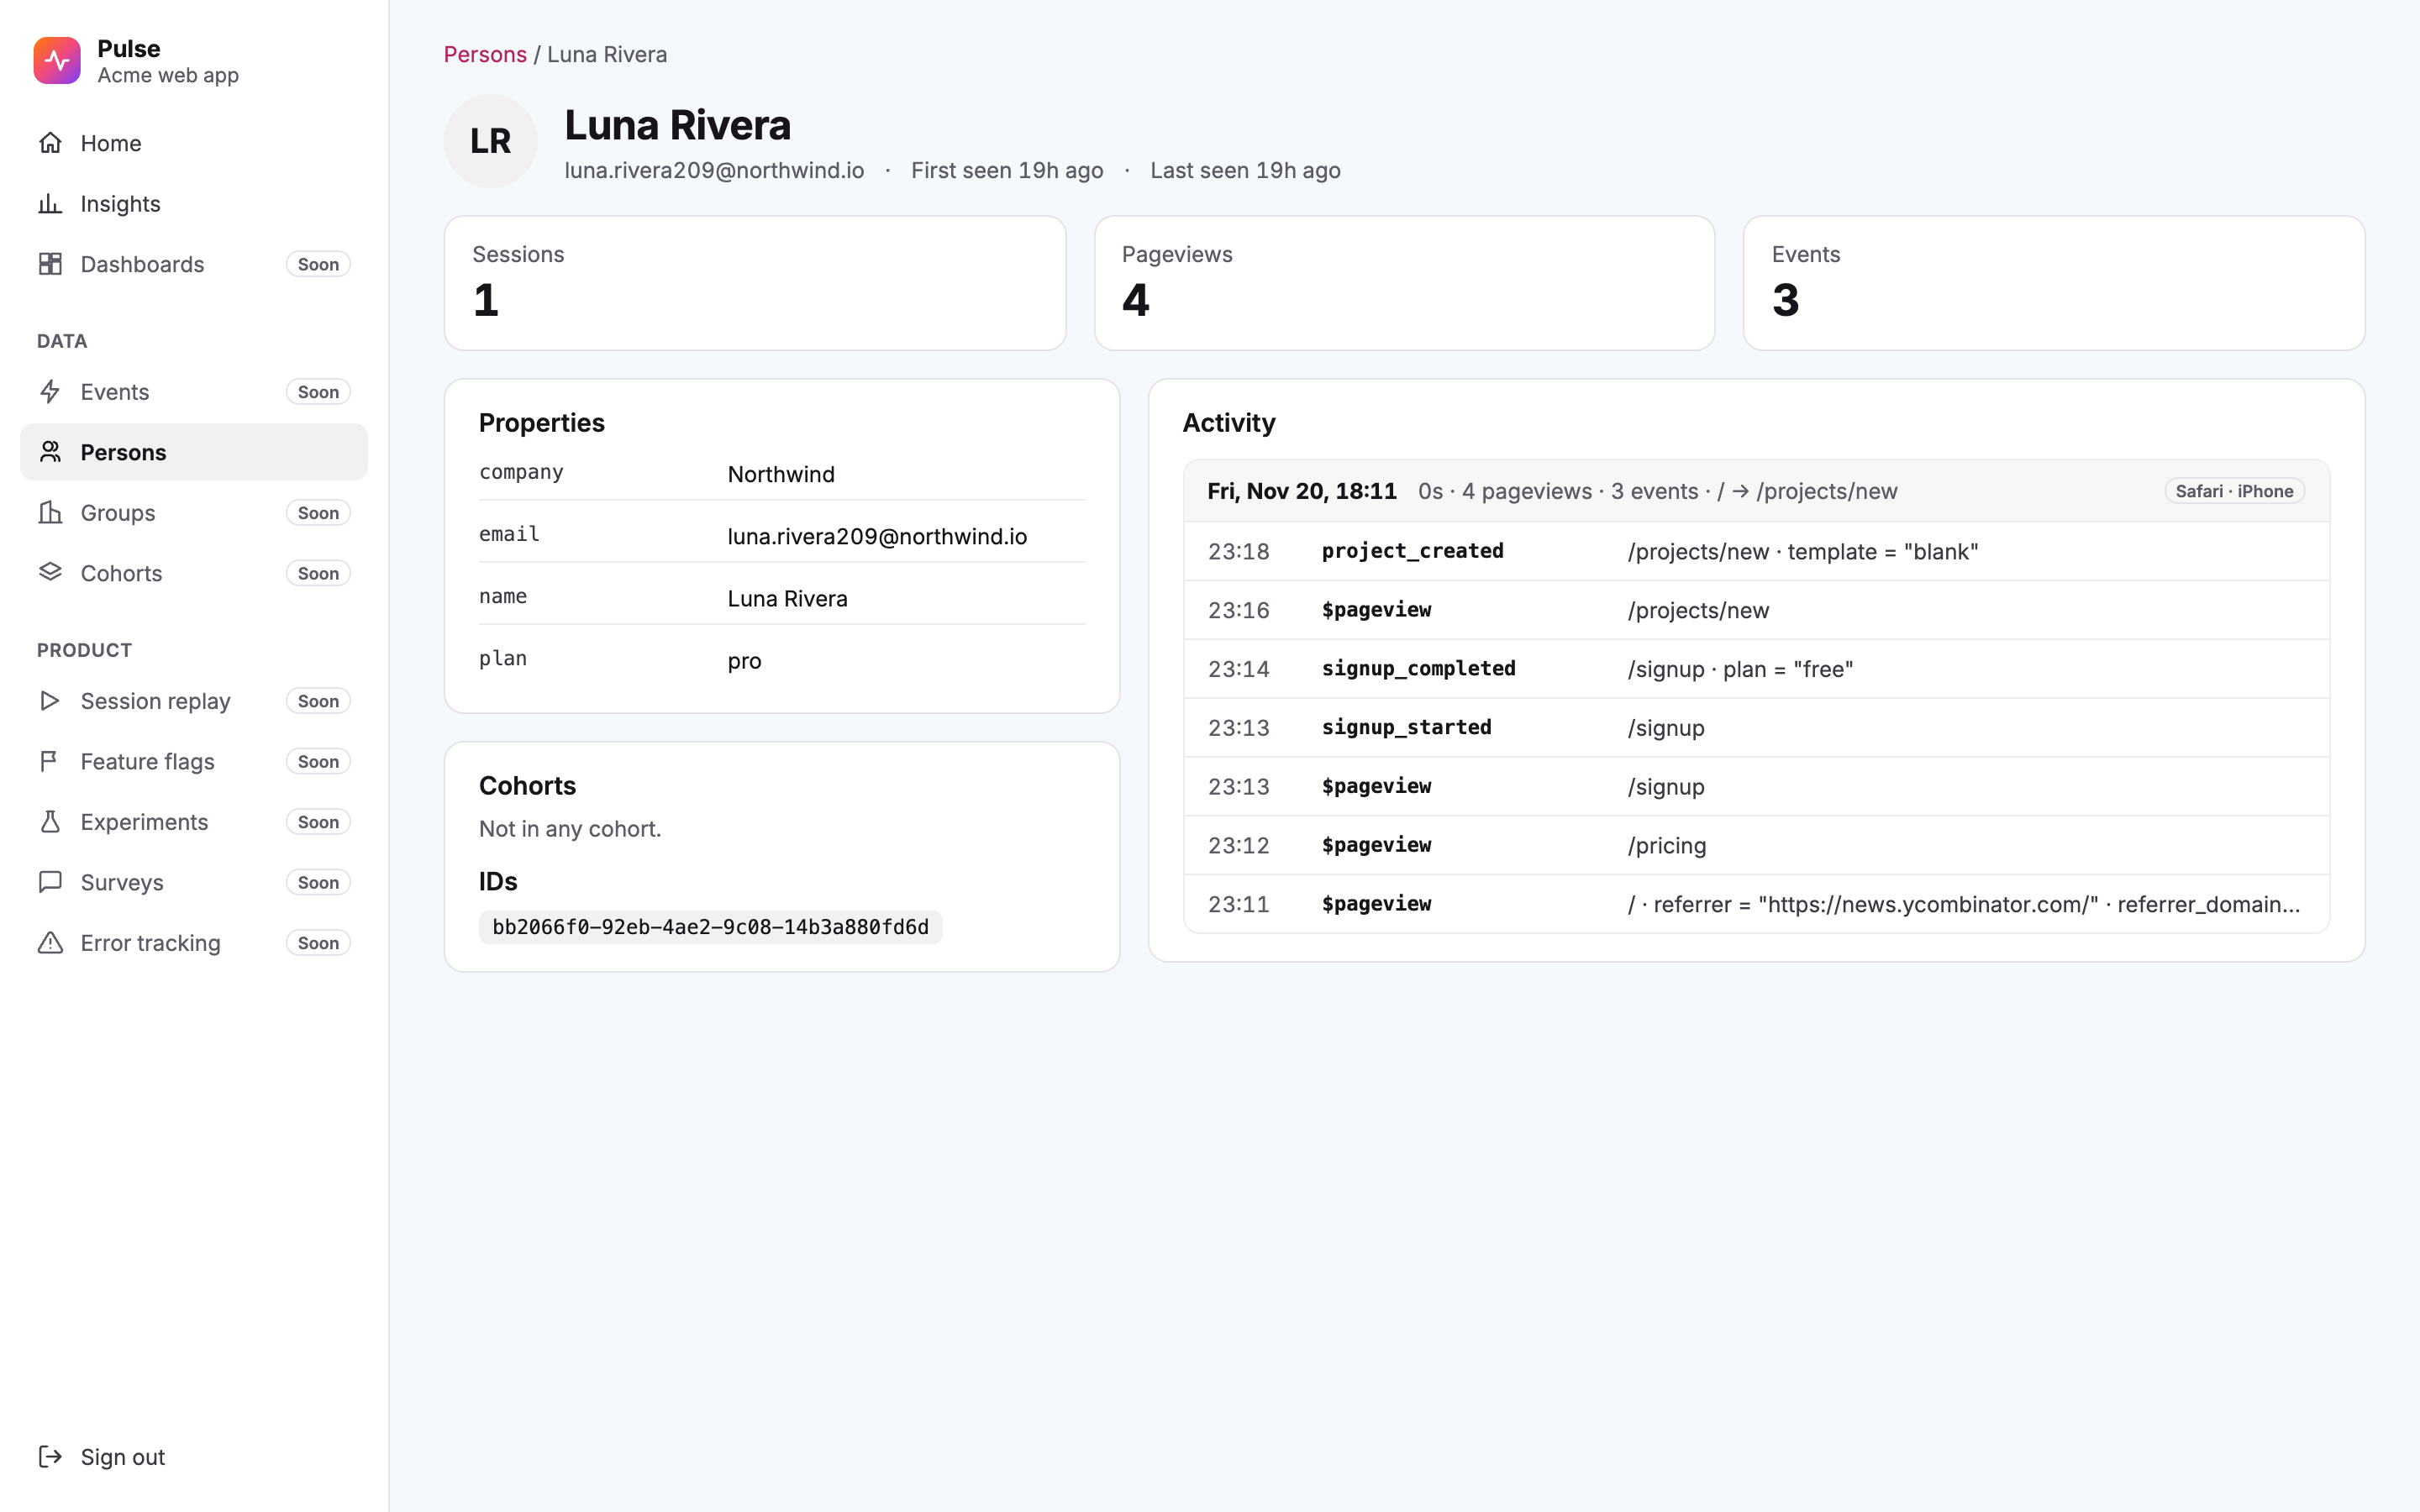 Pulse
Acme web app
Home
Insights
Dashboards Soon
DATA
Events Soon
Persons
Groups Soon
Cohorts Soon
PRODUCT
Session replay Soon
Feature flags Soon
Experiments Soon
Surveys Soon
Error tracking Soon
Sign out
Persons / Luna Rivera
LR
Luna Rivera
luna.rivera209@northwind.io · First seen 19h ago · Last seen 19h ago
Sessions
1
Pageviews
4
Events
3
Properties
company Northwind
email luna.rivera209@northwind.io
name Luna Rivera
plan pro
Cohorts
Not in any cohort.
IDs
bb2066f0-92eb-4ae2-9c08-14b3a880fd6d
Activity
Fri, Nov 20, 18:11 0s · 4 pageviews · 3 events · / → /projects/new Safari · iPhone
23:18 project_created /projects/new · template = "blank"
23:16 $pageview /projects/new
23:14 signup_completed /signup · plan = "free"
23:13 signup_started /signup
23:13 $pageview /signup
23:12 $pageview /pricing
23:11 $pageview / · referrer = "https://news.ycombinator.com/" · referrer_domain...